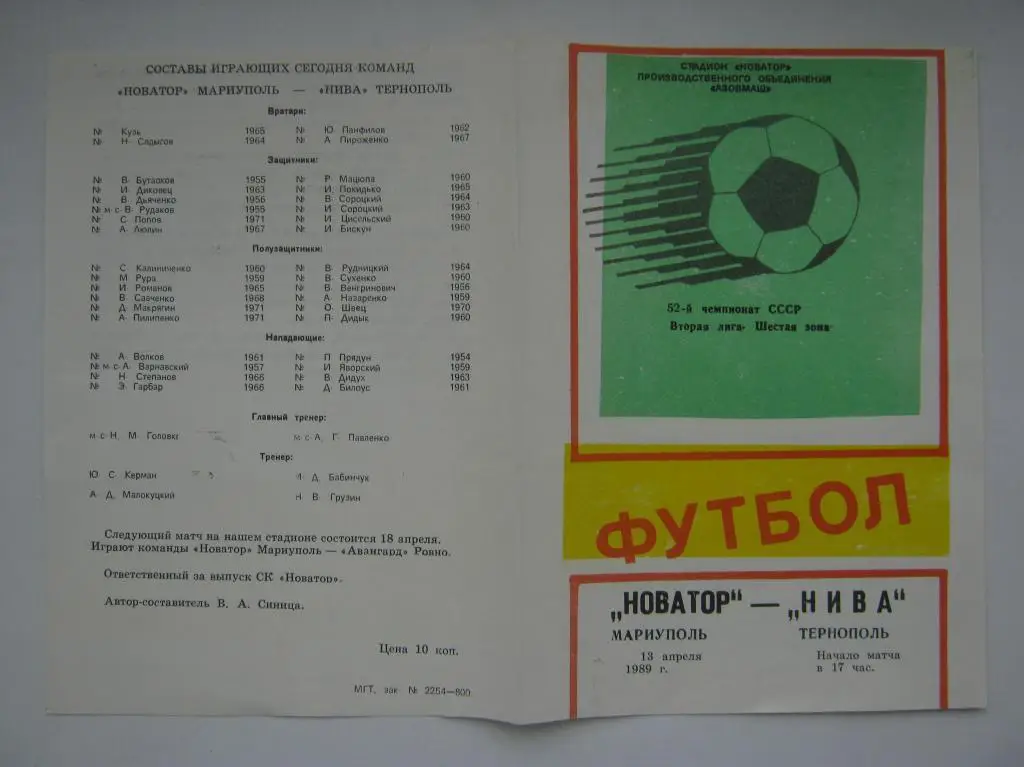 СОСТАВЫ ИГРАЮЩИХ СЕГОДНЯ КОМАНД
«НОВАТОР» МАРИУПОЛЬ — «НИВА» ТЕРНОПОЛЬ
Вратари:
№ Кузь 1965 № Ю. Панфилов 1962
№ Н. Садыгов 1964 № А. Пироженко 1967
Защитники:
№ В. Бутаоков 1955 № Р. Мацюпа 1960
№ И. Диковец 1963 № И. Покидько 1965
№ В. Дьяченко 1956 № В. Сороцкий 1964
№ м·с·В. Рудаков 1955 № И. Сороцкий 1963
№ С. Попов 1971 № И. Цисельский 1960
№ А. Люлин 1967 № И. Бискун 1960
Полузащитники:
№ С. Калиниченко 1960 № В. Рудницкий 1964
№ М. Рура 1959 № В. Сухенко 1960
№ И. Романов 1965 № В. Венгринович 1956
№ В. Савченко 1968 № А. Назаренко 1959
№ Д. Макрягин 1971 № О. Швец 1970
№ А. Пилипенко 1971 № П. Дидык 1960
Нападающие:
№ А. Волков 1961 № П. Прядун 1954
№ м·с·А. Варнавский 1957 № И. Яворский 1959
№ Н. Степанов 1966 № В. Дидух 1963
№ Э. Гарбар 1966 № Д. Билоус 1961
Главный тренер:
м·с·Н. М. Головко м·с·А. Г. Павленко
Тренер:
Ю. С. Керман Д. Бабинчук
А. Д. Малокуцкий Н. В. Грузин
Следующий матч на нашем стадионе состоится 18 апреля.
Играют команды «Новатор» Мариуполь — «Авангард» Ровно.
Ответственный за выпуск СК «Новатор».
Автор-составитель В. А. Синица.
Цена 10 коп.
МГТ, зак № 2254—800
СТАДИОН «НОВАТОР»
ПРОИЗВОДСТВЕННОГО ОБЪЕДИНЕНИЯ
«АЗОВМАШ»
52-й чемпионат СССР
Вторая лига. Шестая зона
ФУТБОЛ
„НОВАТОР" — „НИВА"
МАРИУПОЛЬ ТЕРНОПОЛЬ
13 апреля Начало матча
1989 г. в 17 час.